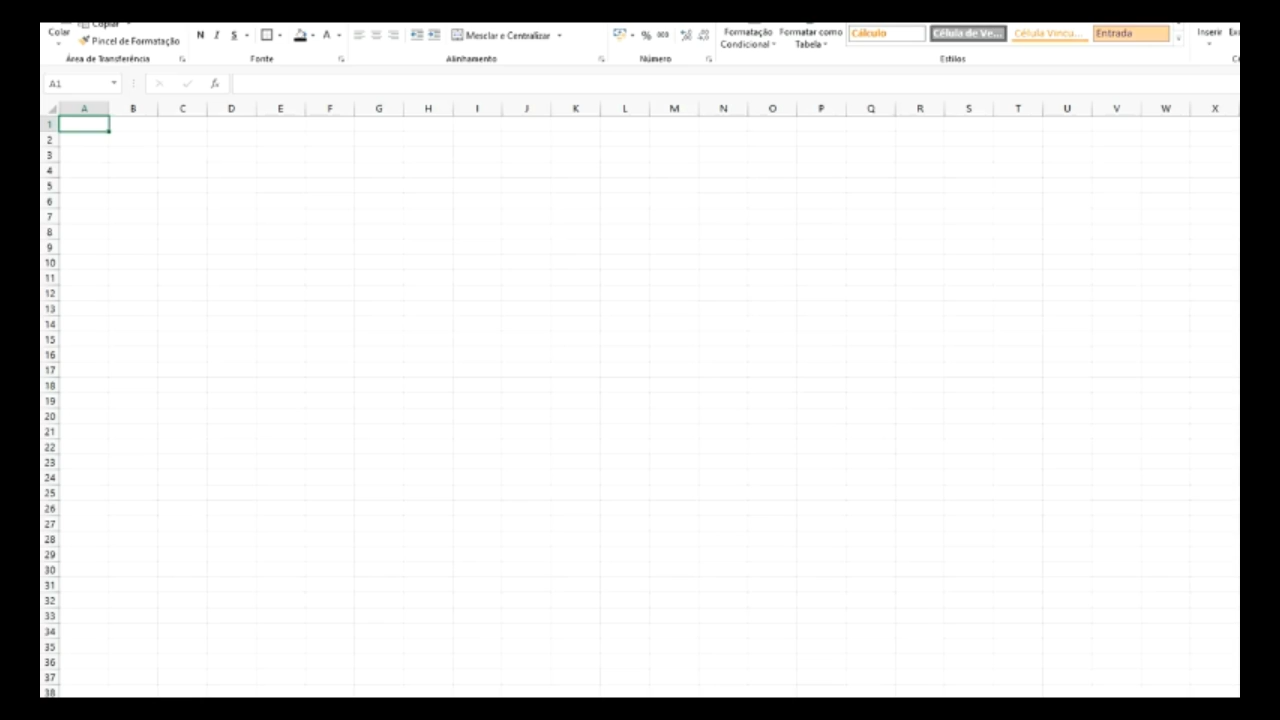 Colar
Copiar
Pincel de Formatação
N I S
A
Mesclar e Centralizar
% 000
Formatação Condicional
Formatar como Tabela
Cálculo
Célula de Ve...
Célula Vincu...
Entrada
Inserir
Área de Transferência
Fonte
Alinhamento
Número
Estilos
A1
fx
A B C D E F G H I J K L M N O P Q R S T U V W X
1
2
3
4
5
6
7
8
9
10
11
12
13
14
15
16
17
18
19
20
21
22
23
24
25
26
27
28
29
30
31
32
33
34
35
36
37
38